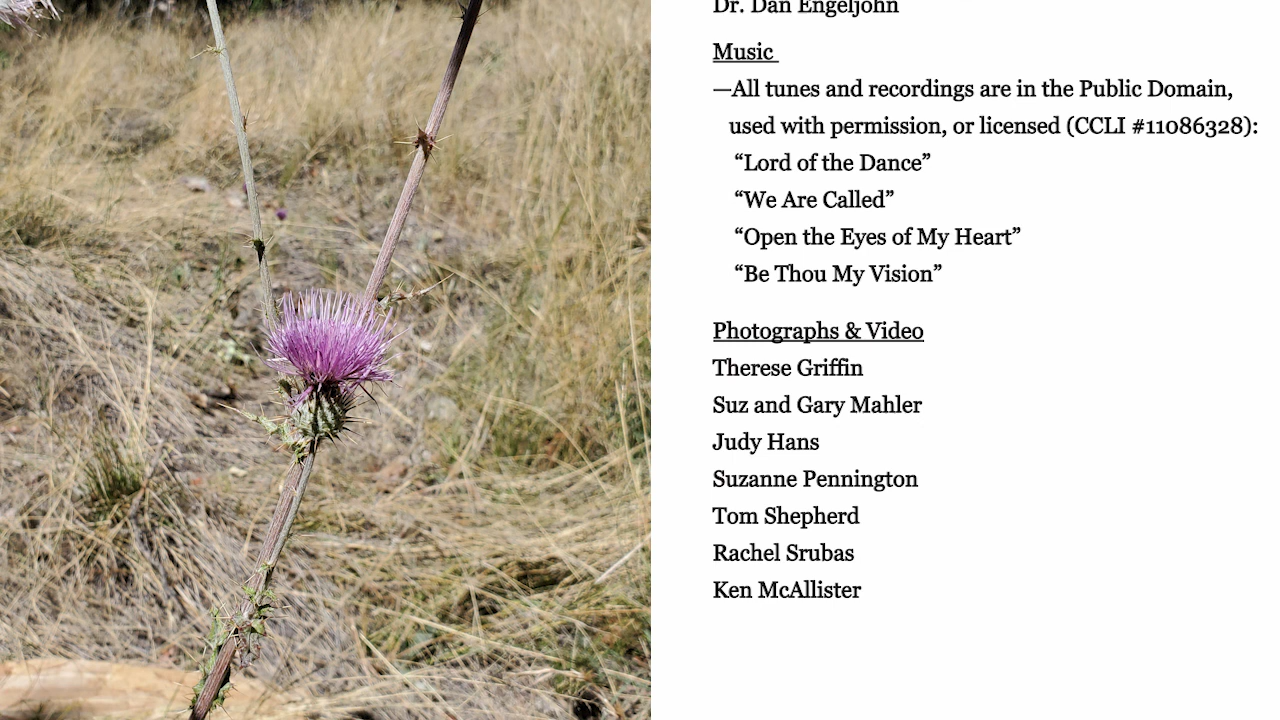 Dr. Dan Engeljohn
Music
—All tunes and recordings are in the Public Domain,
used with permission, or licensed (CCLI #11086328):
“Lord of the Dance”
“We Are Called”
“Open the Eyes of My Heart”
“Be Thou My Vision”
Photographs & Video
Therese Griffin
Suz and Gary Mahler
Judy Hans
Suzanne Pennington
Tom Shepherd
Rachel Srubas
Ken McAllister